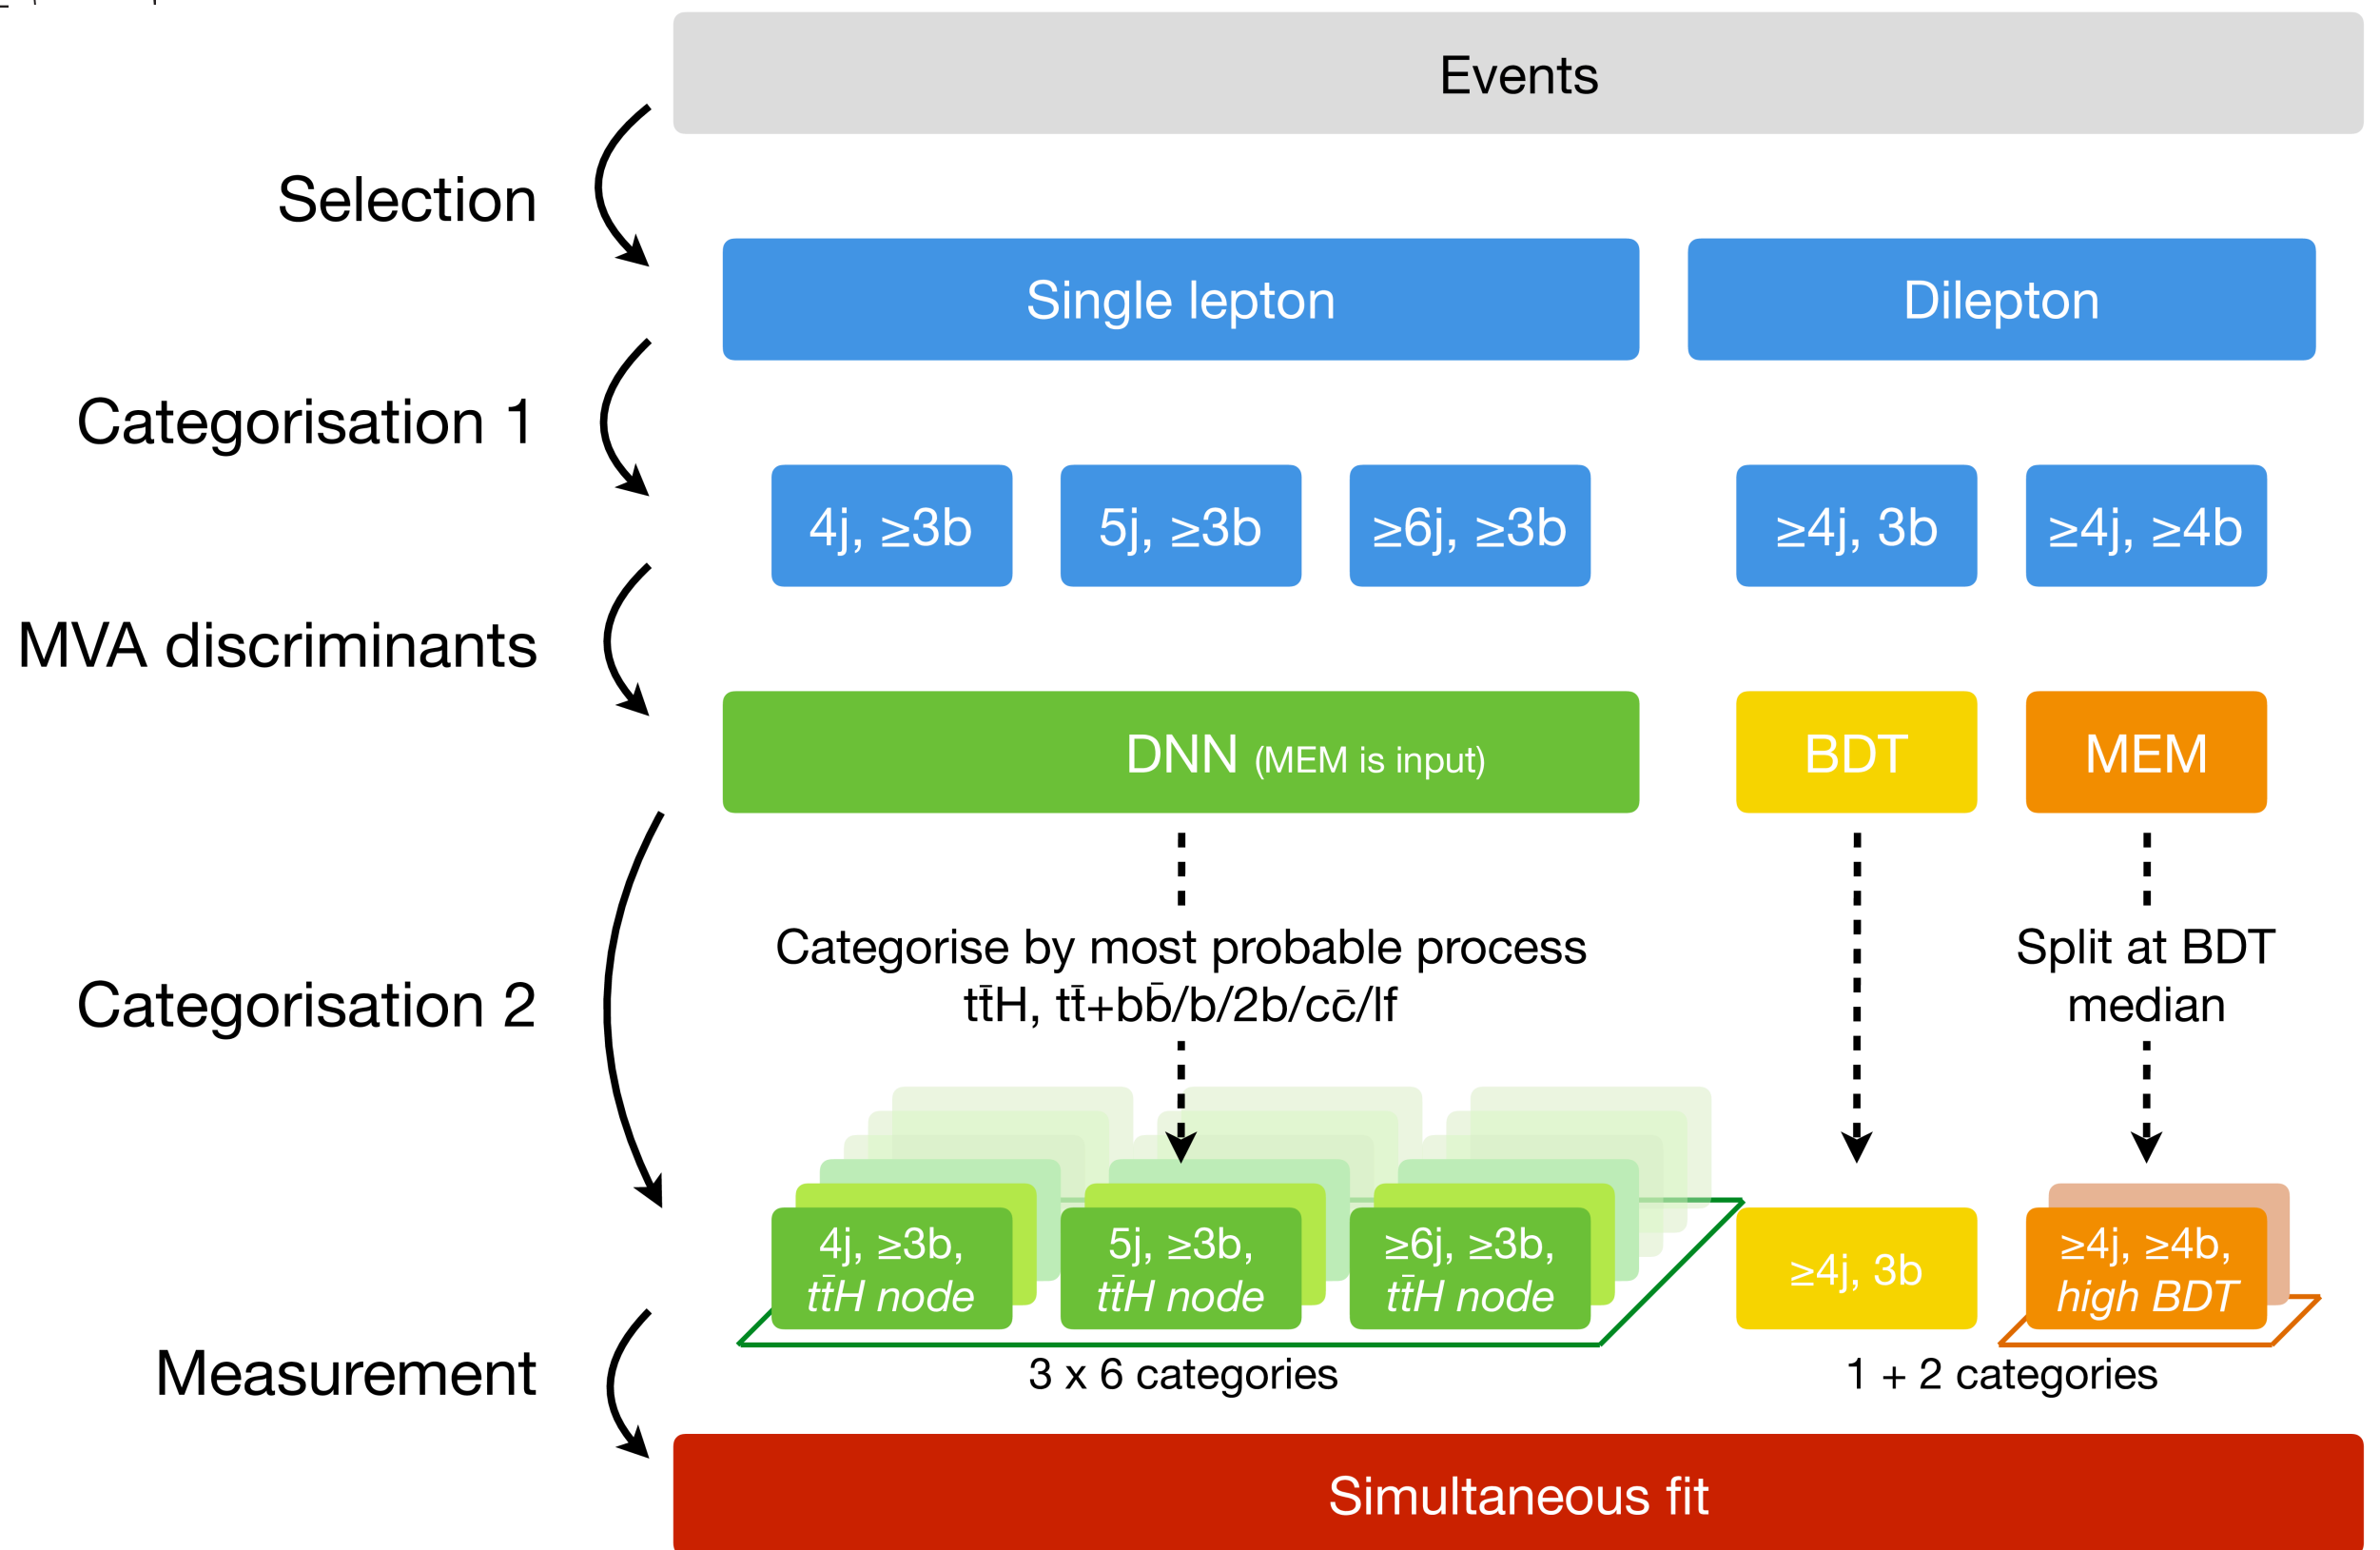 Events
Selection
Single lepton
Dilepton
Categorisation 1
4j, ≥3b
5j, ≥3b
≥6j, ≥3b
≥4j, 3b
≥4j, ≥4b
MVA discriminants
DNN (MEM is input)
BDT
MEM
Categorise by most probable process
tt̄H, tt̄+bb̄/b/2b/cc̄/lf
Split at BDT
median
Categorisation 2
4j, ≥3b,
tt̄H node
5j, ≥3b,
tt̄H node
≥6j, ≥3b,
tt̄H node
≥4j, 3b
≥4j, ≥4b,
high BDT
Measurement
3 x 6 categories
1 + 2 categories
Simultaneous fit